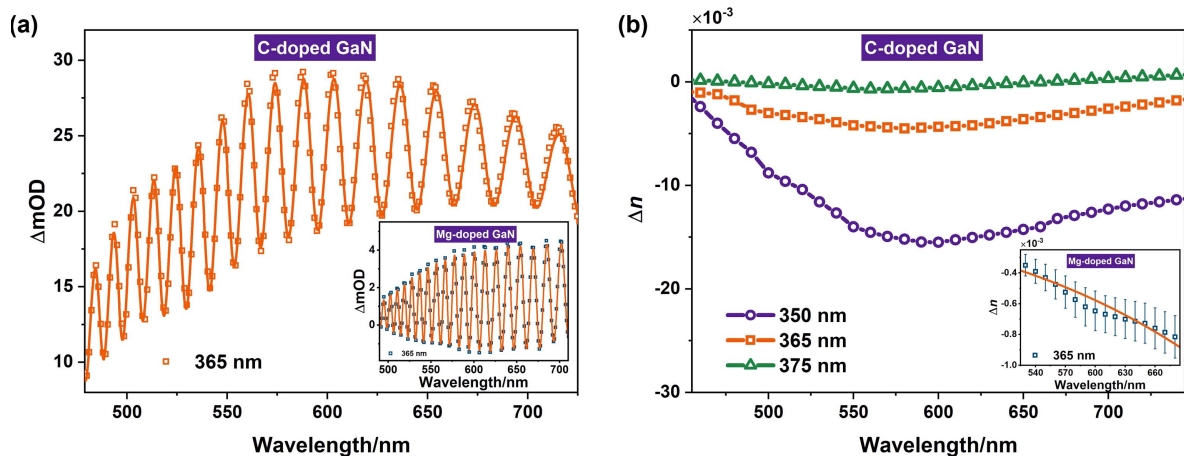 (a)
C-doped GaN
ΔmOD
30
25
20
15
10
365 nm
500
550
600
650
700
Wavelength/nm
Mg-doped GaN
ΔmOD
4
2
0
365 nm
500
550
600
650
700
Wavelength/nm
(b)
×10⁻³
C-doped GaN
Δn
0
-10
-20
-30
350 nm
365 nm
375 nm
500
550
600
650
700
Wavelength/nm
×10⁻³
Mg-doped GaN
Δn
-0.4
-0.6
-0.8
-1.0
365 nm
540
570
600
630
660
Wavelength/nm